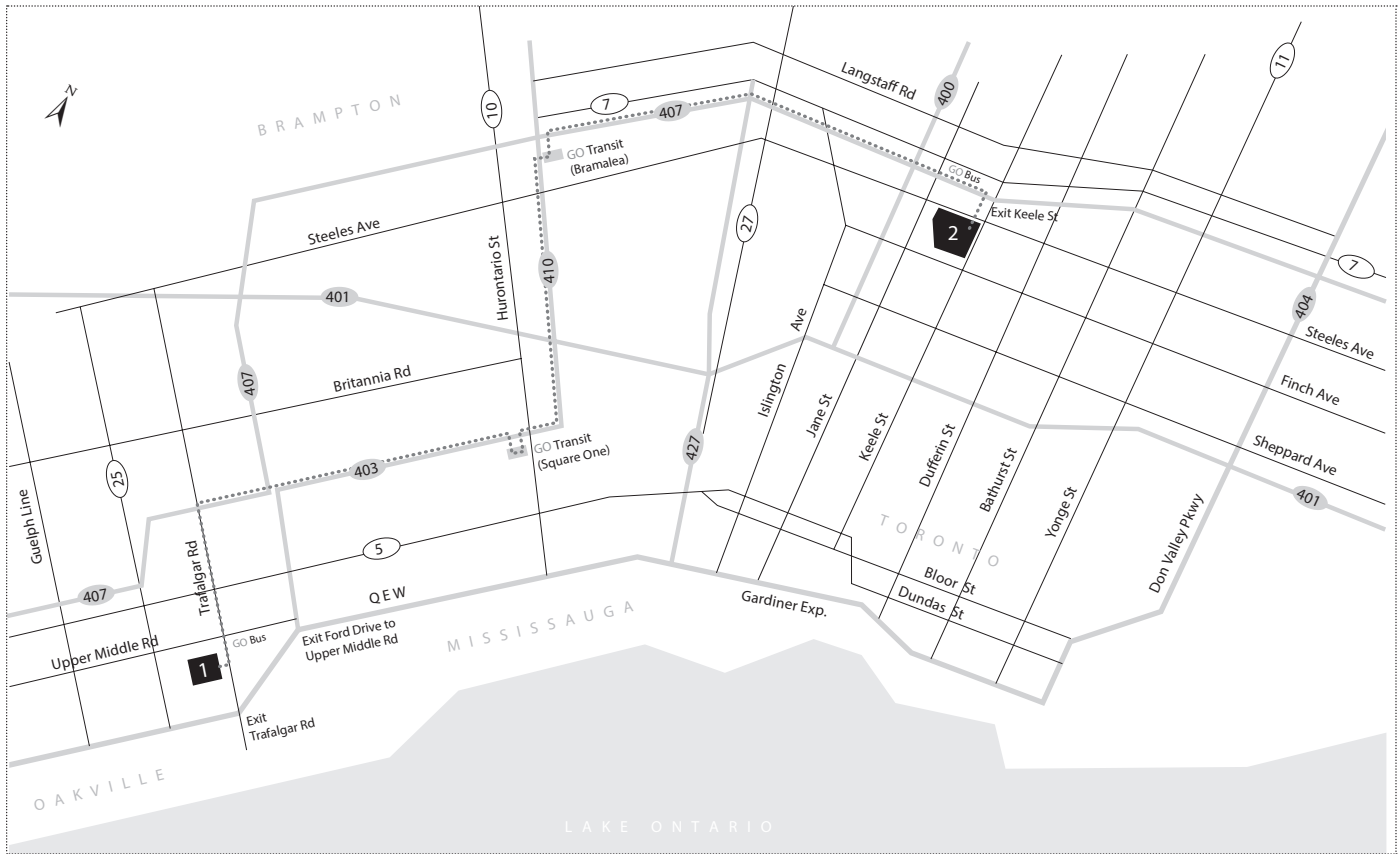 N
BRAMPTON
10
7
407
Langstaff Rd
400
11
GO Transit
(Bramalea)
GO Bus
Exit Keele St
2
7
Steeles Ave
Hurontario St
410
27
401
404
Steeles Ave
Islington Ave
Finch Ave
Britannia Rd
407
Jane St
Keele St
Dufferin St
Bathurst St
Yonge St
Sheppard Ave
401
GO Transit
(Square One)
403
427
25
Guelph Line
TORONTO
Don Valley Pkwy
5
Trafalgar Rd
407
QEW
Bloor St
Dundas St
Gardiner Exp.
Upper Middle Rd
GO Bus
Exit Ford Drive to
Upper Middle Rd
MISSISSAUGA
1
Exit
Trafalgar Rd
OAKVILLE
LAKE ONTARIO